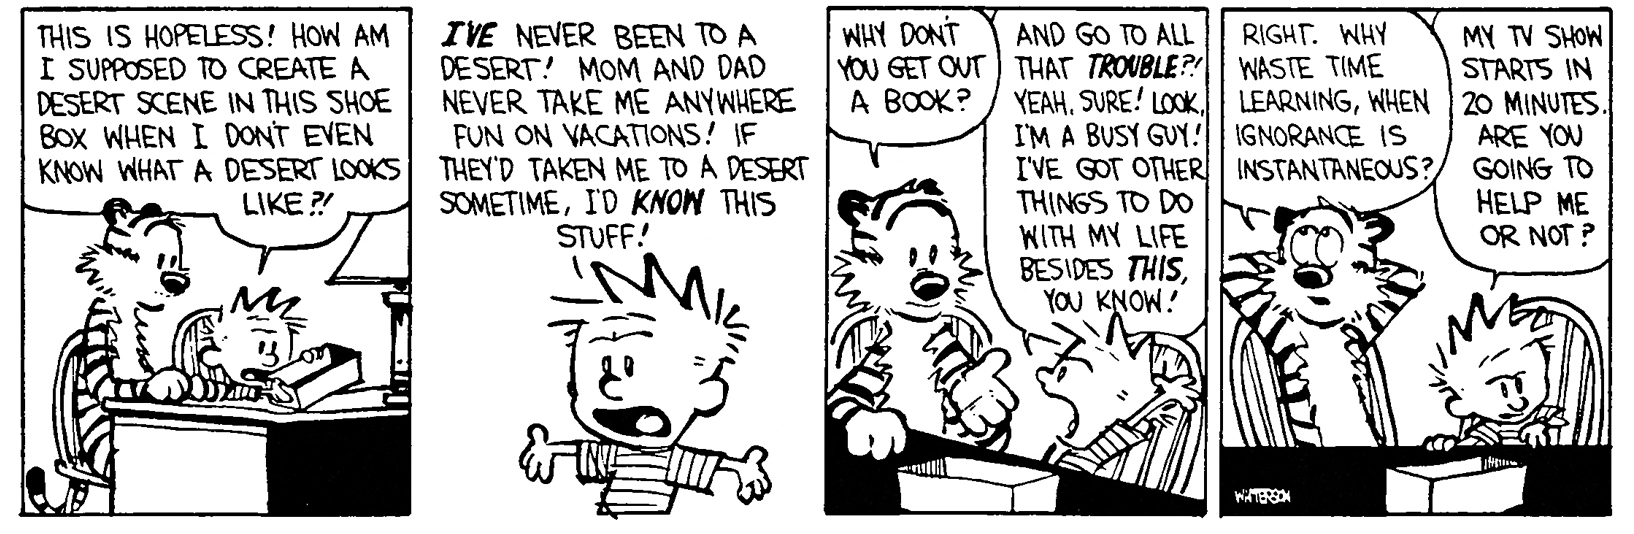 THIS IS HOPELESS! HOW AM
I SUPPOSED TO CREATE A
DESERT SCENE IN THIS SHOE
BOX WHEN I DON'T EVEN
KNOW WHAT A DESERT LOOKS
LIKE?!
I'VE NEVER BEEN TO A
DESERT! MOM AND DAD
NEVER TAKE ME ANYWHERE
FUN ON VACATIONS! IF
THEY'D TAKEN ME TO A DESERT
SOMETIME, I'D KNOW THIS
STUFF!
WHY DON'T
YOU GET OUT
A BOOK?
AND GO TO ALL
THAT TROUBLE?!
YEAH, SURE! LOOK,
I'M A BUSY GUY!
I'VE GOT OTHER
THINGS TO DO
WITH MY LIFE
BESIDES THIS,
YOU KNOW!
RIGHT. WHY
WASTE TIME
LEARNING, WHEN
IGNORANCE IS
INSTANTANEOUS?
MY TV SHOW
STARTS IN
20 MINUTES.
ARE YOU
GOING TO
HELP ME
OR NOT?
WATTERSON